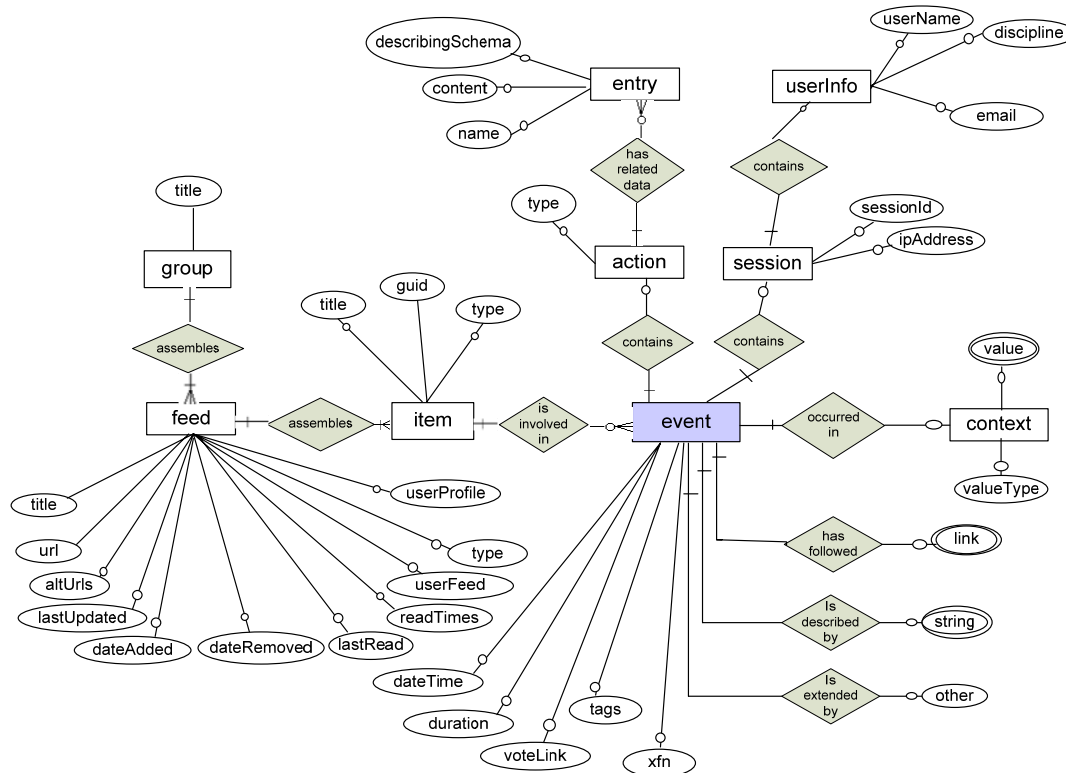 userName
discipline
describingSchema
entry
userInfo
content
email
name
has
related
data
contains
title
type
sessionId
ipAddress
group
action
session
guid
title
type
assembles
contains
contains
value
feed
assembles
item
is
involved
in
event
occurred
in
context
userProfile
valueType
title
has
followed
link
url
type
altUrls
userFeed
lastUpdated
readTimes
Is
described
by
string
dateAdded
dateRemoved
lastRead
dateTime
Is
extended
by
other
tags
duration
voteLink
xfn